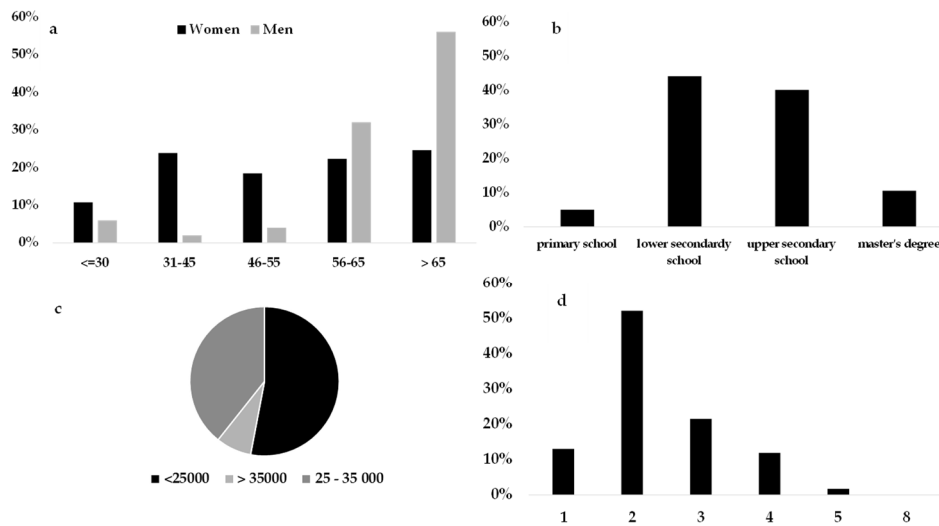 a
Women Men
60%
50%
40%
30%
20%
10%
0%
<=30 31-45 46-55 56-65 > 65
b
60%
50%
40%
30%
20%
10%
0%
primary school lower secondardy upper secondary master's degree
school school
c
<25000 > 35000 25 - 35 000
d
60%
50%
40%
30%
20%
10%
0%
1 2 3 4 5 8